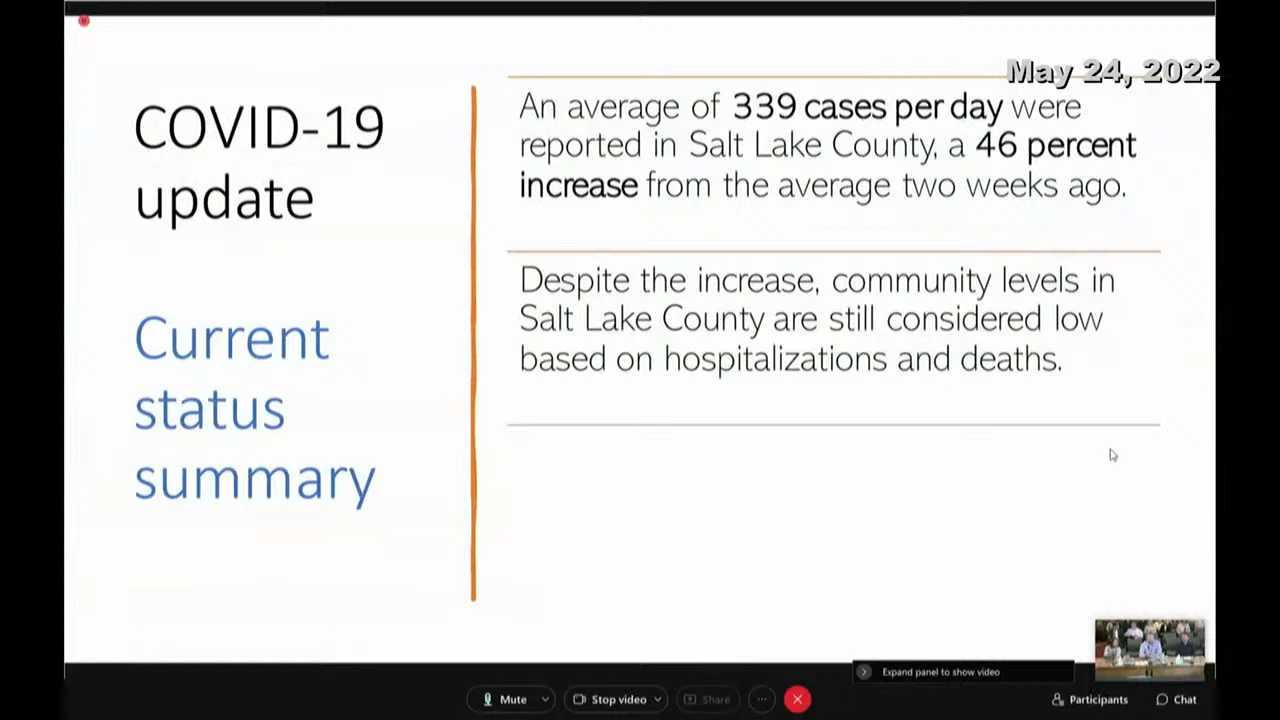 May 24, 2022
COVID-19
update
Current
status
summary
An average of 339 cases per day were
reported in Salt Lake County, a 46 percent
increase from the average two weeks ago.
Despite the increase, community levels in
Salt Lake County are still considered low
based on hospitalizations and deaths.
Expand panel to show video
Mute
Stop video
Share
Participants
Chat